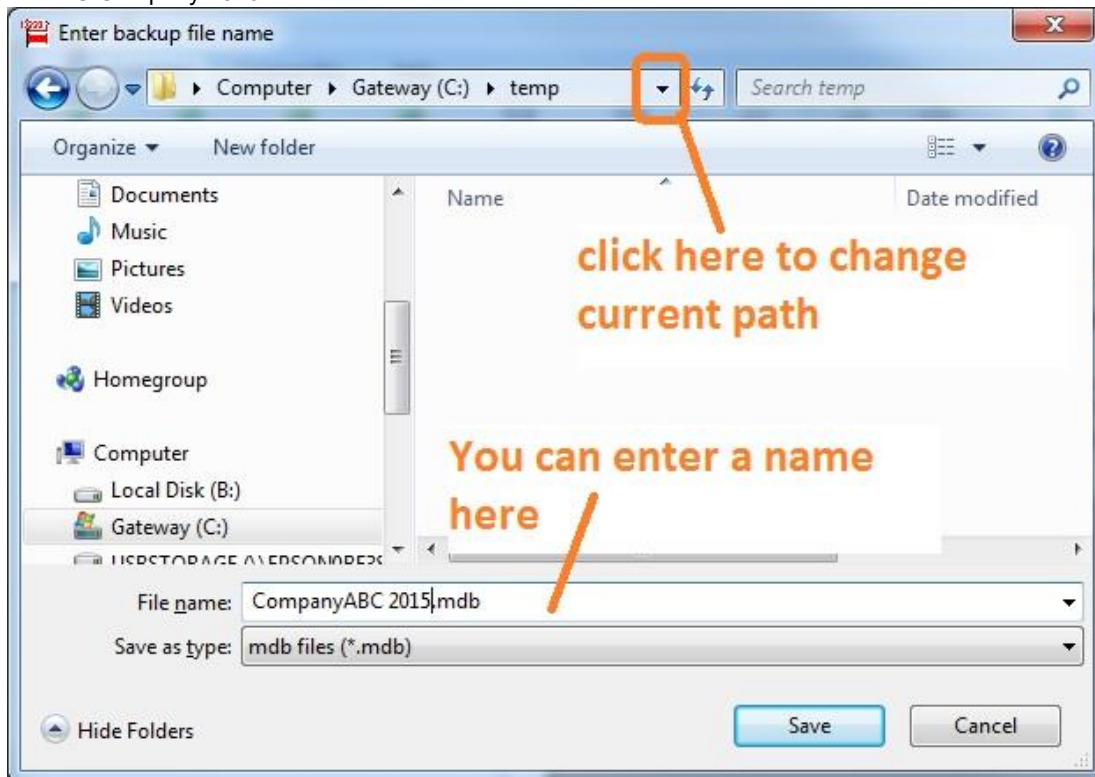 Enter backup file name
Computer Gateway (C:) temp
Search temp
Organize New folder
Documents
Music
Pictures
Videos
Homegroup
Computer
Local Disk (B:)
Gateway (C:)
Name Date modified
click here to change
current path
You can enter a name
here
File name: CompanyABC 2015.mdb
Save as type: mdb files (*.mdb)
Hide Folders
Save Cancel